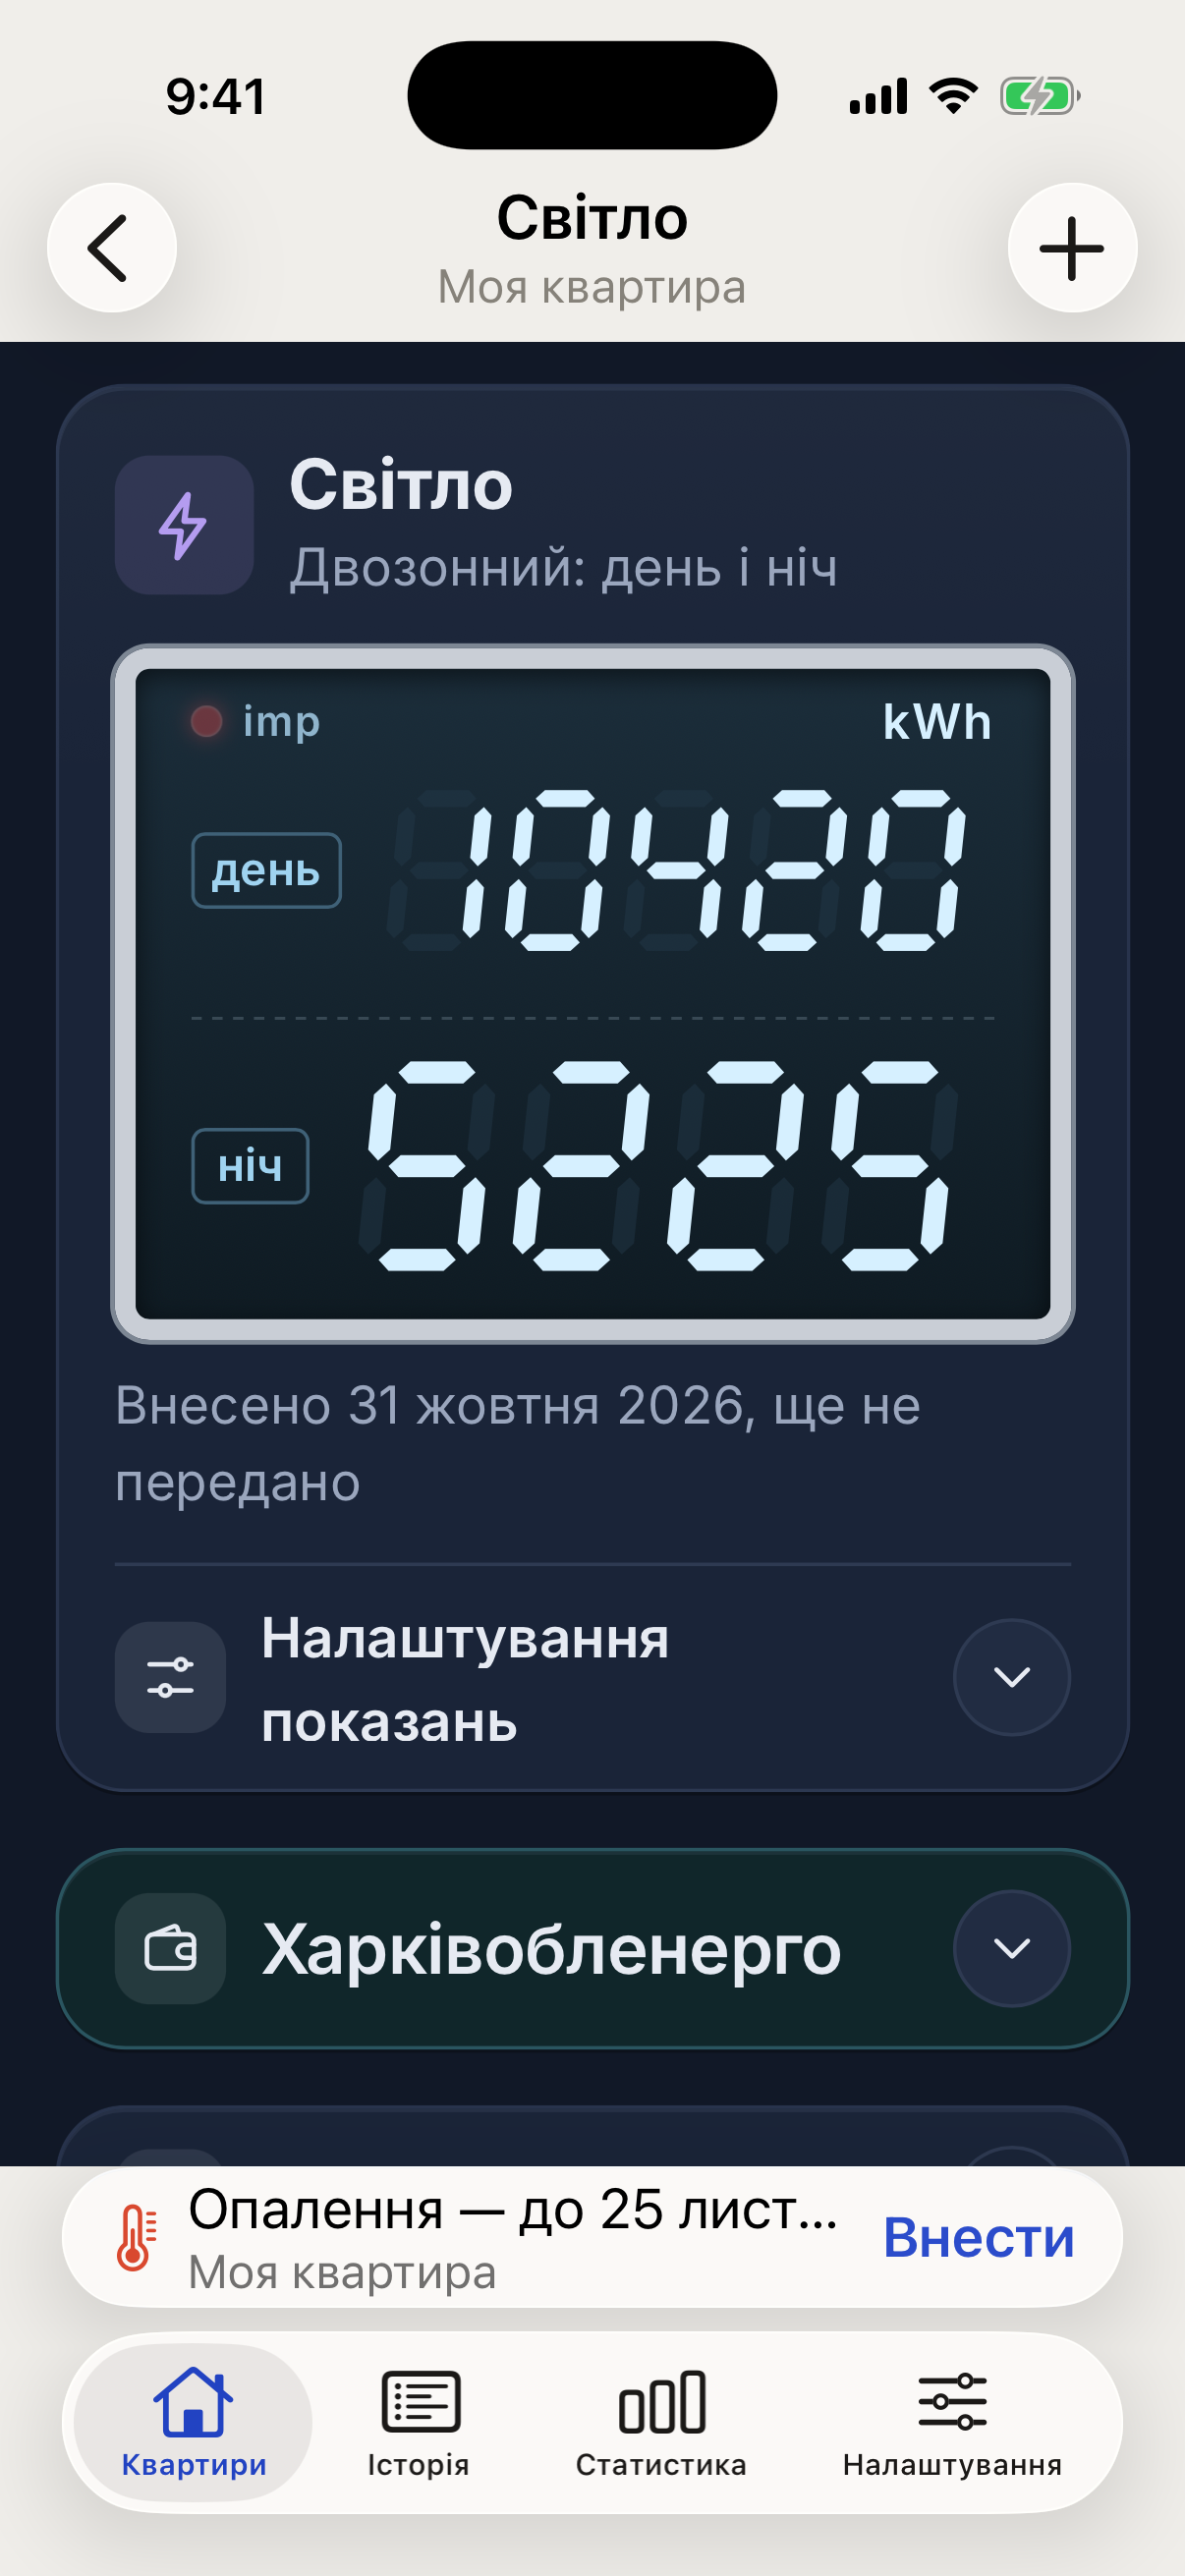 9:41
Світло
Моя квартира
Світло
Двозонний: день і ніч
imp
kWh
день 10420
ніч 5225
Внесено 31 жовтня 2026, ще не
передано
Налаштування
показань
Харківобленерго
Опалення — до 25 лист...
Моя квартира
Внести
Квартири
Історія
Статистика
Налаштування